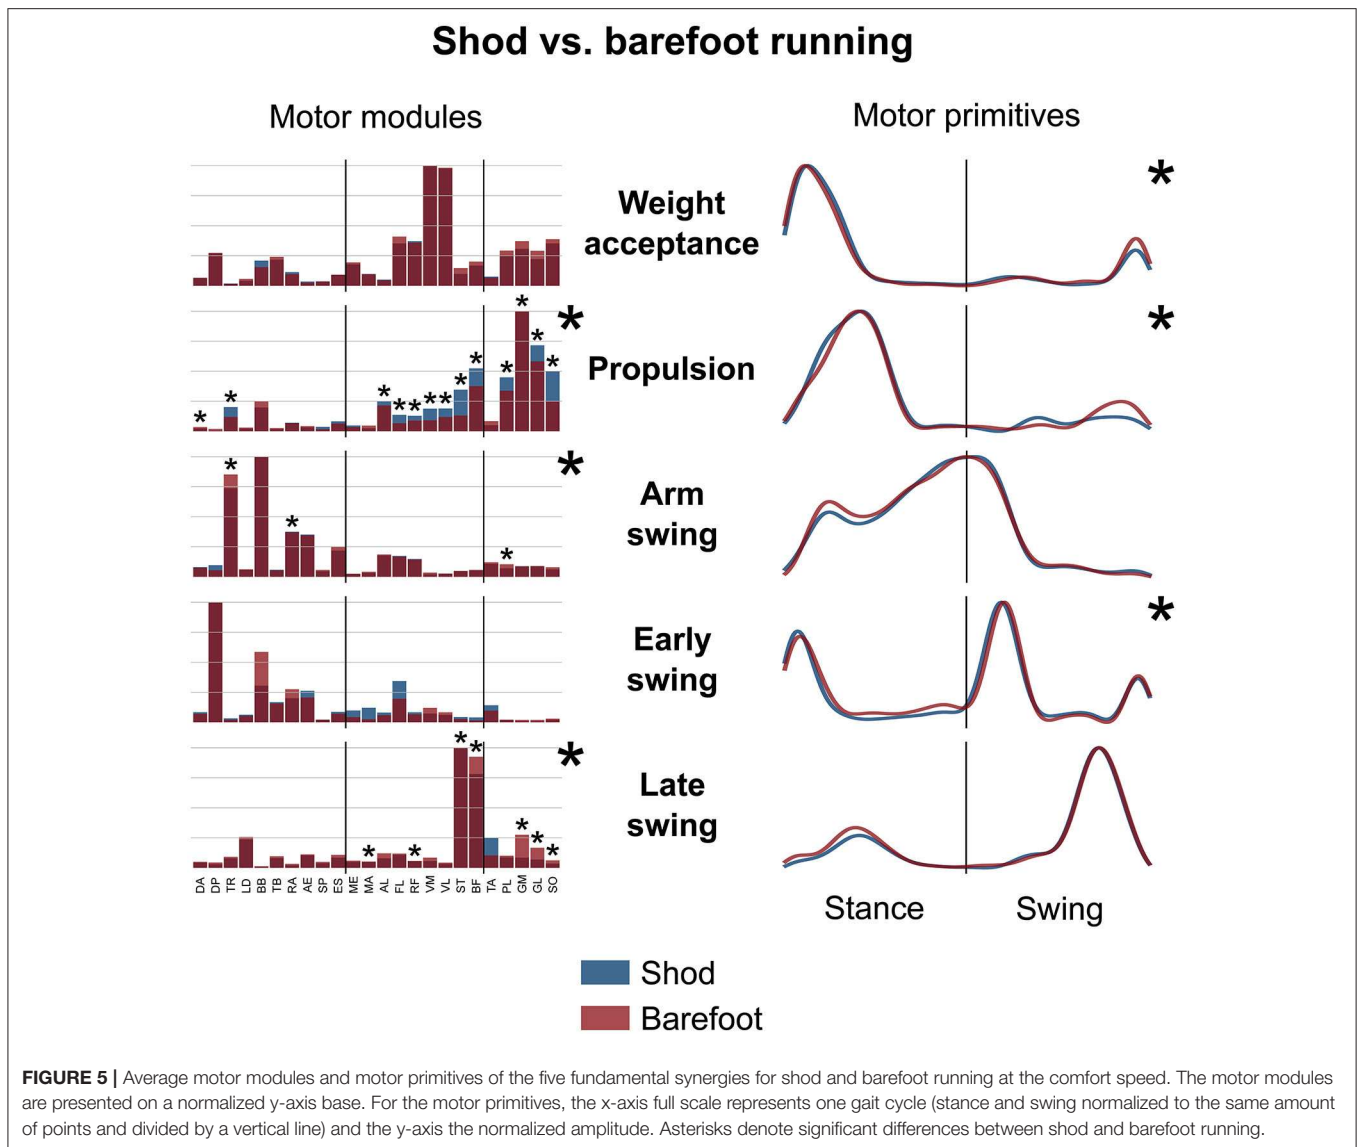 Shod vs. barefoot running
Motor modules
Motor primitives
Weight
acceptance
*
* * * * * * * * * * * * * * *
Propulsion
*
* * * *
Arm
swing
Early
swing
*
* * * * * * * *
Late
swing
DA DP TR LD BB TB RA AE SP ES ME MA AL FL RF VM VL ST BF TA PL GM GL SO
Stance
Swing
Shod
Barefoot
FIGURE 5 | Average motor modules and motor primitives of the five fundamental synergies for shod and barefoot running at the comfort speed. The motor modules
are presented on a normalized y-axis base. For the motor primitives, the x-axis full scale represents one gait cycle (stance and swing normalized to the same amount
of points and divided by a vertical line) and the y-axis the normalized amplitude. Asterisks denote significant differences between shod and barefoot running.